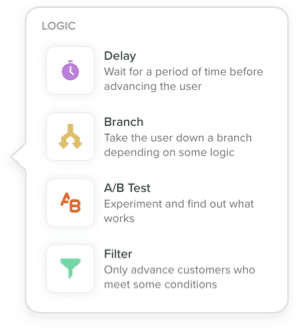 LOGIC
Delay
Wait for a period of time before
advancing the user
Branch
Take the user down a branch
depending on some logic
A/B Test
Experiment and find out what
works
Filter
Only advance customers who
meet some conditions